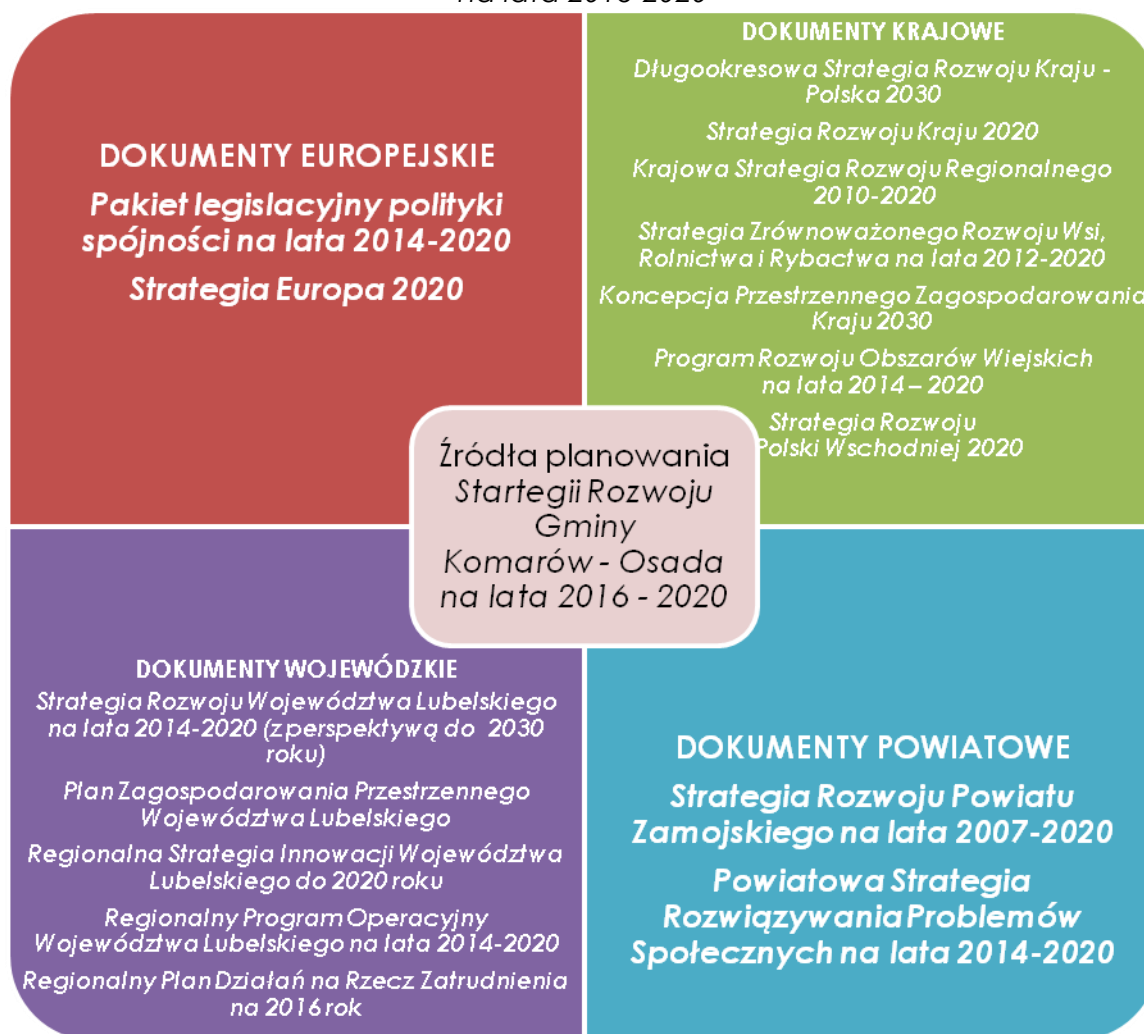 na lata 2016-2020
DOKUMENTY EUROPEJSKIE
Pakiet legislacyjny polityki
spójności na lata 2014-2020
Strategia Europa 2020
DOKUMENTY KRAJOWE
Długookresowa Strategia Rozwoju Kraju -
Polska 2030
Strategia Rozwoju Kraju 2020
Krajowa Strategia Rozwoju Regionalnego
2010-2020
Strategia Zrównoważonego Rozwoju Wsi,
Rolnictwa i Rybactwa na lata 2012-2020
Koncepcja Przestrzennego Zagospodarowania
Kraju 2030
Program Rozwoju Obszarów Wiejskich
na lata 2014 – 2020
Strategia Rozwoju
Polski Wschodniej 2020
Źródła planowania
Startegii Rozwoju
Gminy
Komarów - Osada
na lata 2016 - 2020
DOKUMENTY WOJEWÓDZKIE
Strategia Rozwoju Województwa Lubelskiego
na lata 2014-2020 (z perspektywą do 2030
roku)
Plan Zagospodarowania Przestrzennego
Województwa Lubelskiego
Regionalna Strategia Innowacji Województwa
Lubelskiego do 2020 roku
Regionalny Program Operacyjny
Województwa Lubelskiego na lata 2014-2020
Regionalny Plan Działań na Rzecz Zatrudnienia
na 2016 rok
DOKUMENTY POWIATOWE
Strategia Rozwoju Powiatu
Zamojskiego na lata 2007-2020
Powiatowa Strategia
Rozwiązywania Problemów
Społecznych na lata 2014-2020